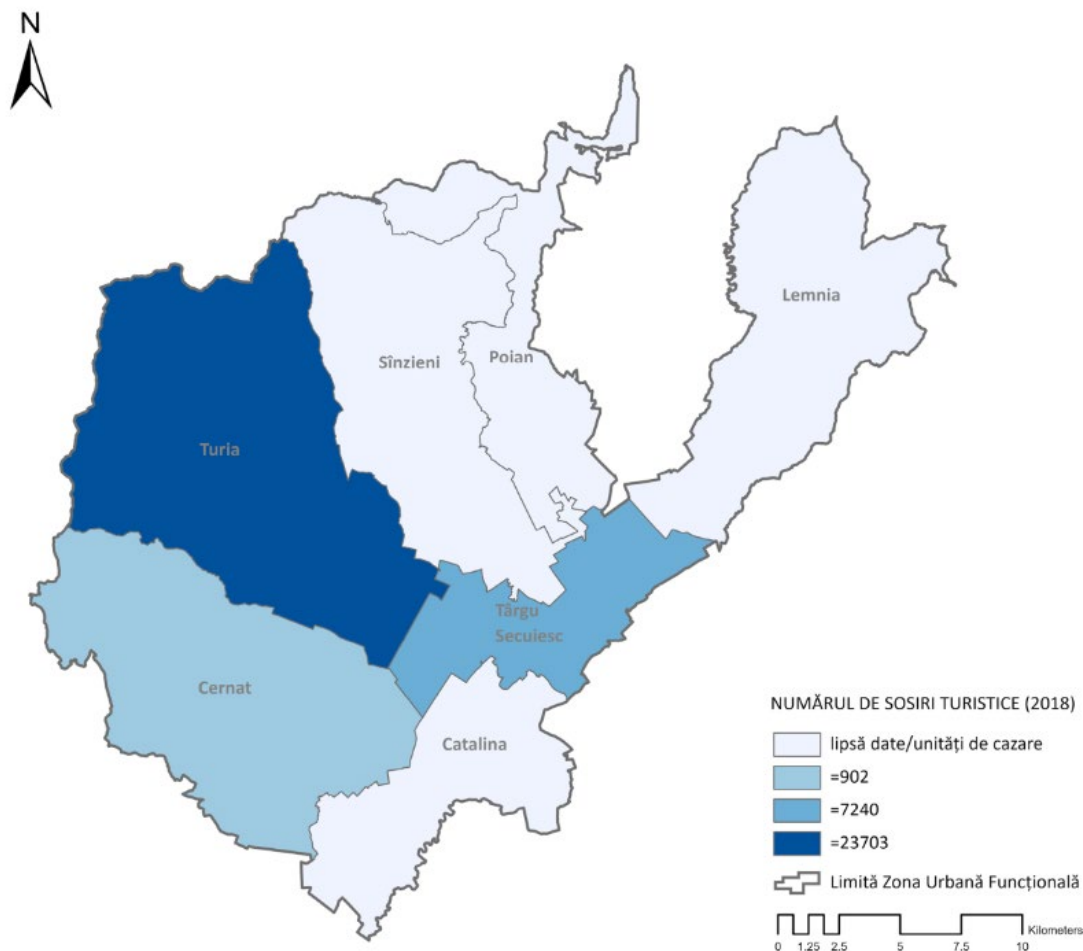 N
Lemnia
Sînzieni
Poian
Turia
Târgu
Secuiesc
Cernat
Catalina
NUMĂRUL DE SOSIRI TURISTICE (2018)
lipsă date/unități de cazare
=902
=7240
=23703
Limită Zona Urbană Funcțională
Kilometers
0 1.25 2.5 5 7.5 10